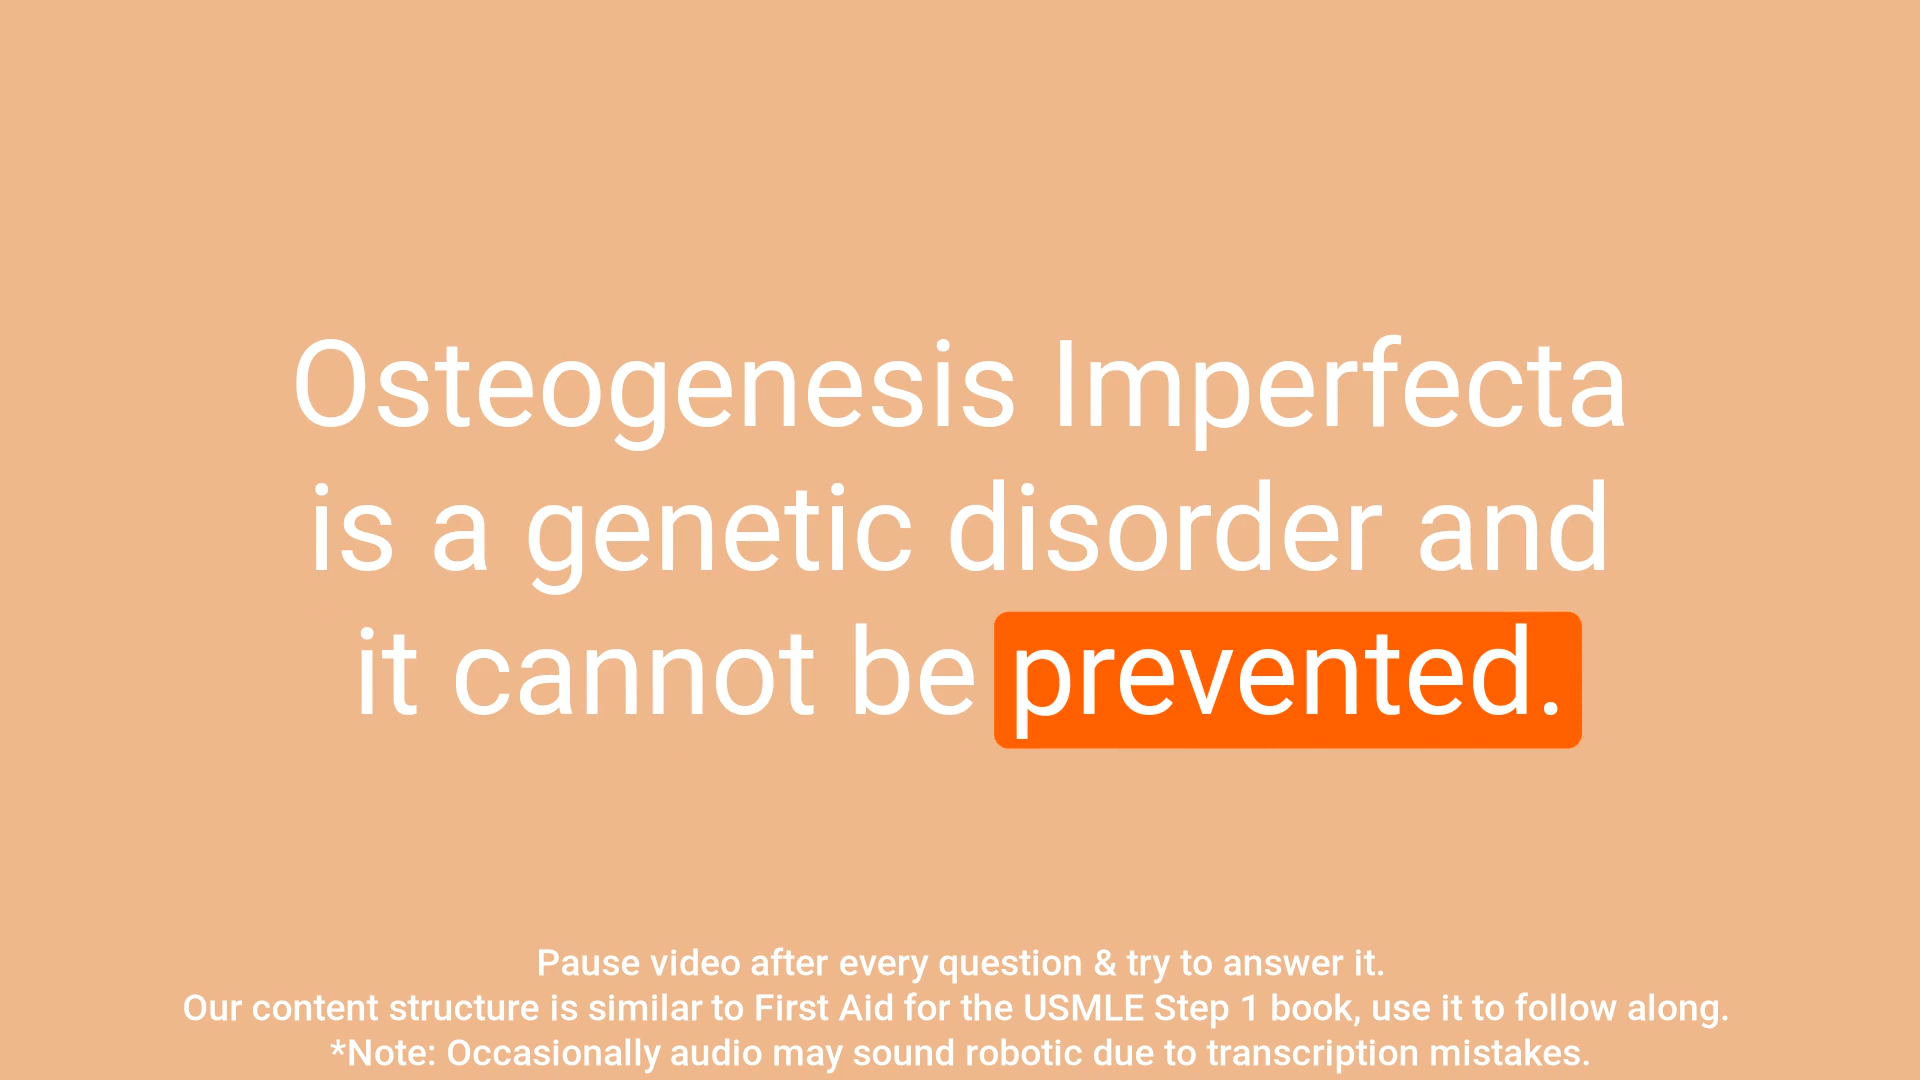 Osteogenesis Imperfecta
is a genetic disorder and
it cannot be prevented.
Pause video after every question & try to answer it.
Our content structure is similar to First Aid for the USMLE Step 1 book, use it to follow along.
*Note: Occasionally audio may sound robotic due to transcription mistakes.